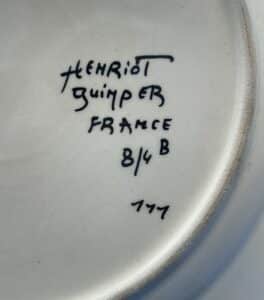 HENRIOT
QUIMPER
FRANCE
B/4 B
111